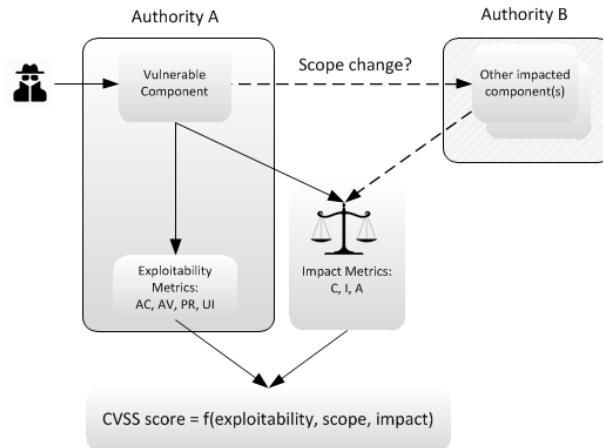 Authority A
Authority B
Vulnerable
Component
Scope change?
Other impacted
component(s)
Exploitability
Metrics:
AC, AV, PR, UI
Impact Metrics:
C, I, A
CVSS score = f(exploitability, scope, impact)